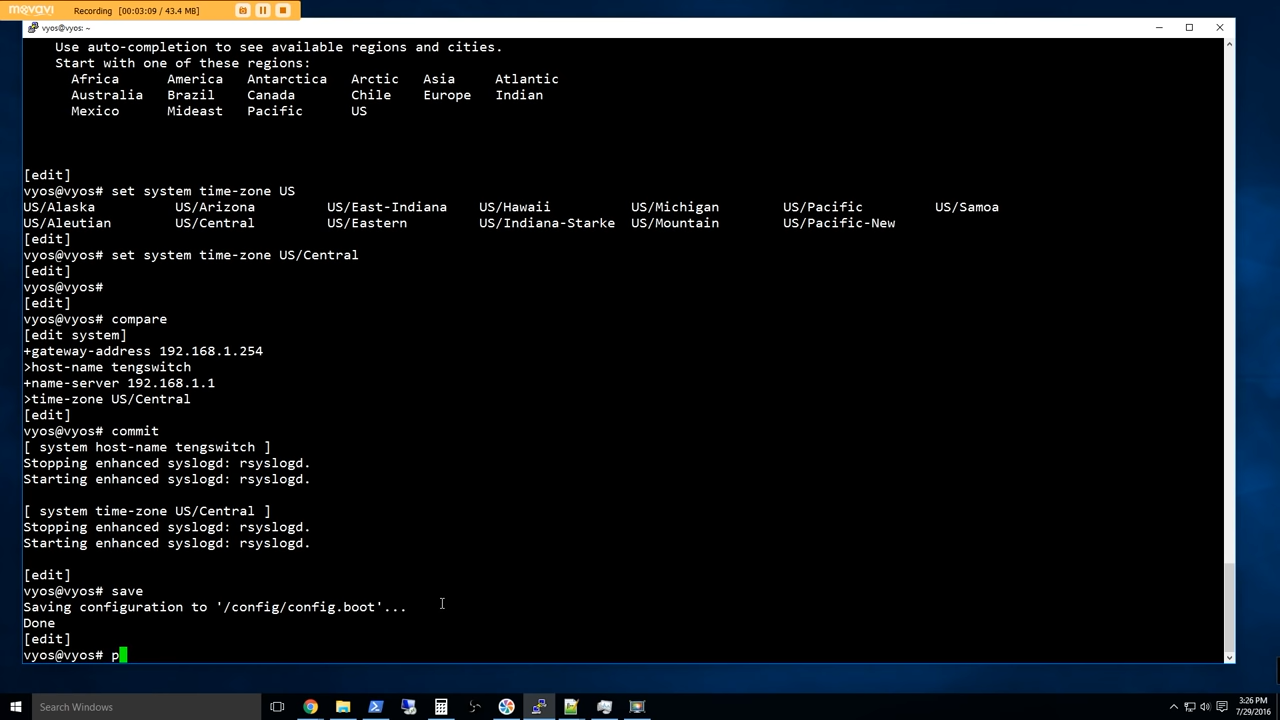 movavi Recording [00:03:09 / 43.4 MB]
vyos@vyos: ~
Use auto-completion to see available regions and cities.
Start with one of these regions:
Africa America Antarctica Arctic Asia Atlantic
Australia Brazil Canada Chile Europe Indian
Mexico Mideast Pacific US
[edit]
vyos@vyos# set system time-zone US
US/Alaska US/Arizona US/East-Indiana US/Hawaii US/Michigan US/Pacific US/Samoa
US/Aleutian US/Central US/Eastern US/Indiana-Starke US/Mountain US/Pacific-New
[edit]
vyos@vyos# set system time-zone US/Central
[edit]
vyos@vyos#
[edit]
vyos@vyos# compare
[edit system]
+gateway-address 192.168.1.254
>host-name tengswitch
+name-server 192.168.1.1
>time-zone US/Central
[edit]
vyos@vyos# commit
[ system host-name tengswitch ]
Stopping enhanced syslogd: rsyslogd.
Starting enhanced syslogd: rsyslogd.
[ system time-zone US/Central ]
Stopping enhanced syslogd: rsyslogd.
Starting enhanced syslogd: rsyslogd.
[edit]
vyos@vyos# save
Saving configuration to '/config/config.boot'...
Done
[edit]
vyos@vyos# p
Search Windows
3:26 PM
7/29/2016